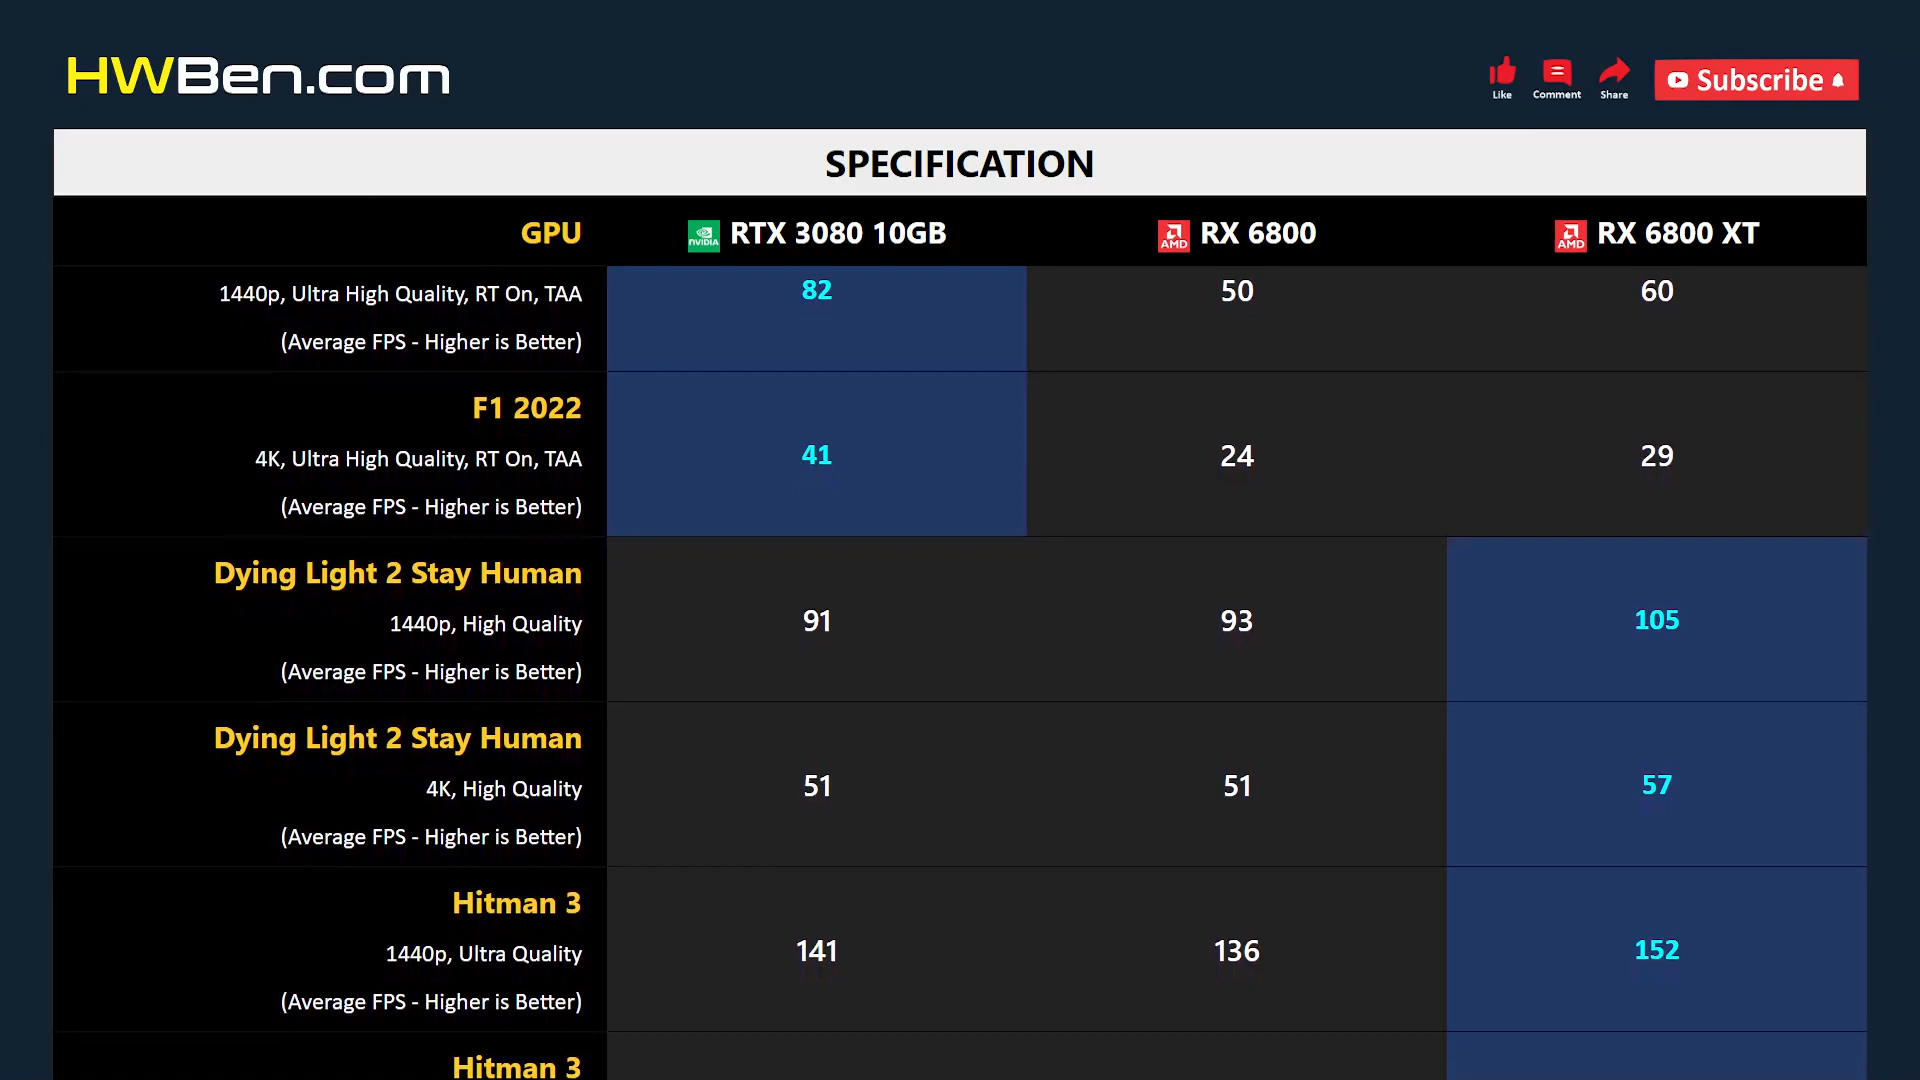 HWBen.com
Like
Comment
Share
Subscribe
SPECIFICATION
GPU
NVIDIA
RTX 3080 10GB
AMD
RX 6800
AMD
RX 6800 XT
1440p, Ultra High Quality, RT On, TAA
(Average FPS - Higher is Better)
82
50
60
F1 2022
4K, Ultra High Quality, RT On, TAA
(Average FPS - Higher is Better)
41
24
29
Dying Light 2 Stay Human
1440p, High Quality
(Average FPS - Higher is Better)
91
93
105
Dying Light 2 Stay Human
4K, High Quality
(Average FPS - Higher is Better)
51
51
57
Hitman 3
1440p, Ultra Quality
(Average FPS - Higher is Better)
141
136
152
Hitman 3